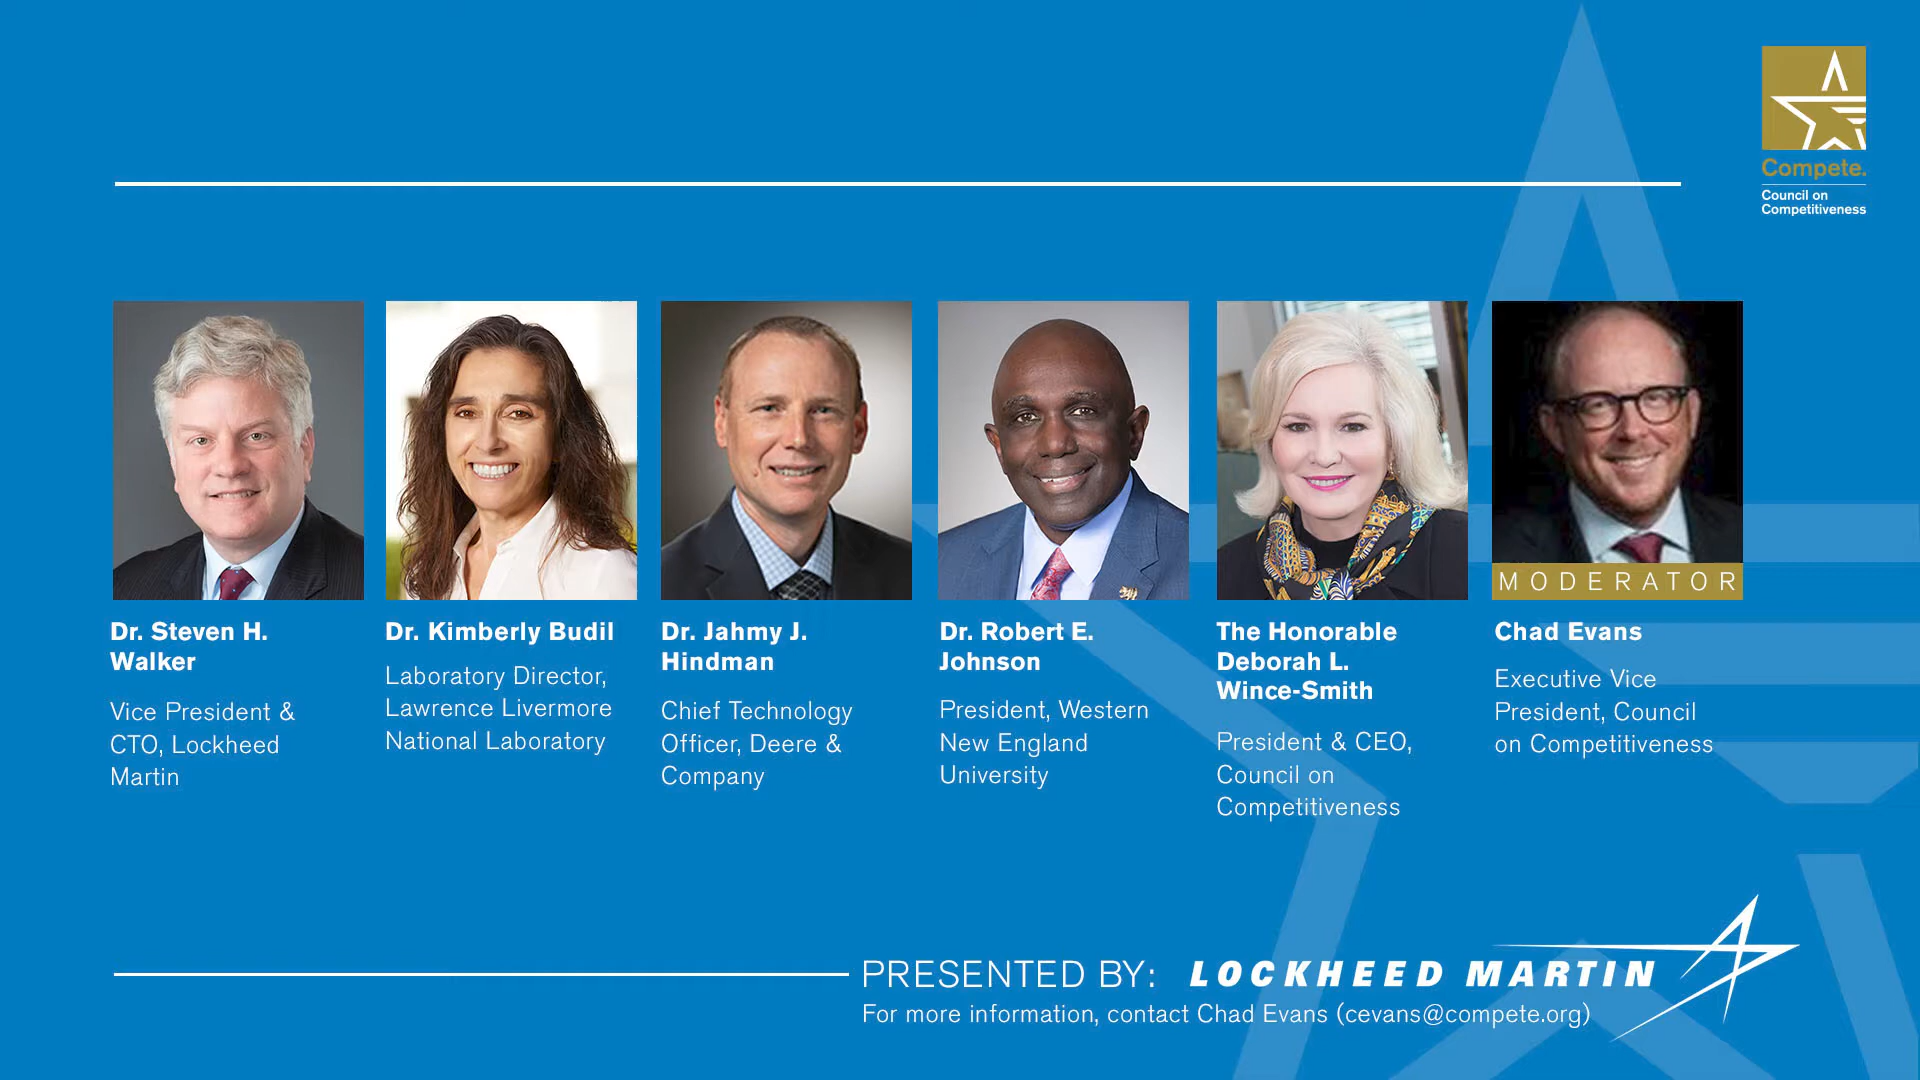 Compete.
Council on
Competitiveness
MODERATOR
Dr. Steven H.
Walker
Vice President &
CTO, Lockheed
Martin
Dr. Kimberly Budil
Laboratory Director,
Lawrence Livermore
National Laboratory
Dr. Jahmy J.
Hindman
Chief Technology
Officer, Deere &
Company
Dr. Robert E.
Johnson
President, Western
New England
University
The Honorable
Deborah L.
Wince-Smith
President & CEO,
Council on
Competitiveness
Chad Evans
Executive Vice
President, Council
on Competitiveness
PRESENTED BY: LOCKHEED MARTIN
For more information, contact Chad Evans (cevans@compete.org)